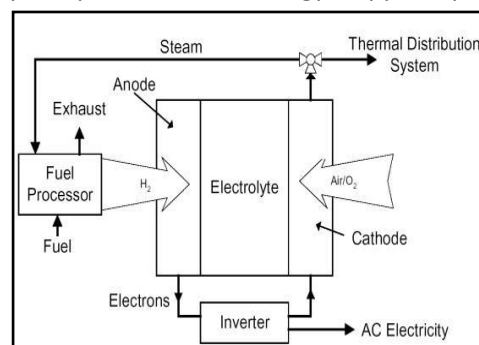 Steam
Thermal Distribution
System
Anode
Exhaust
Fuel
Processor
H2
Electrolyte
Air/O2
Fuel
Cathode
Electrons
Inverter
AC Electricity